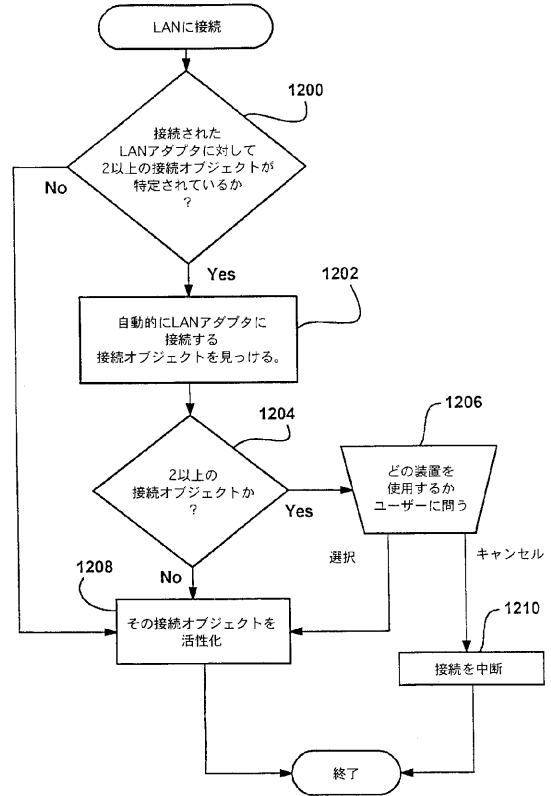 LANに接続
1200
接続された
LANアダプタに対して
2以上の接続オブジェクトが
特定されているか
?
No
Yes
1202
自動的にLANアダプタに
接続する
接続オブジェクトを見っける。
1204
2以上の
接続オブジェクトか
?
Yes
No
1206
どの装置を
使用するか
ユーザーに問う
選択
キャンセル
1208
その接続オブジェクトを
活性化
1210
接続を中断
終了